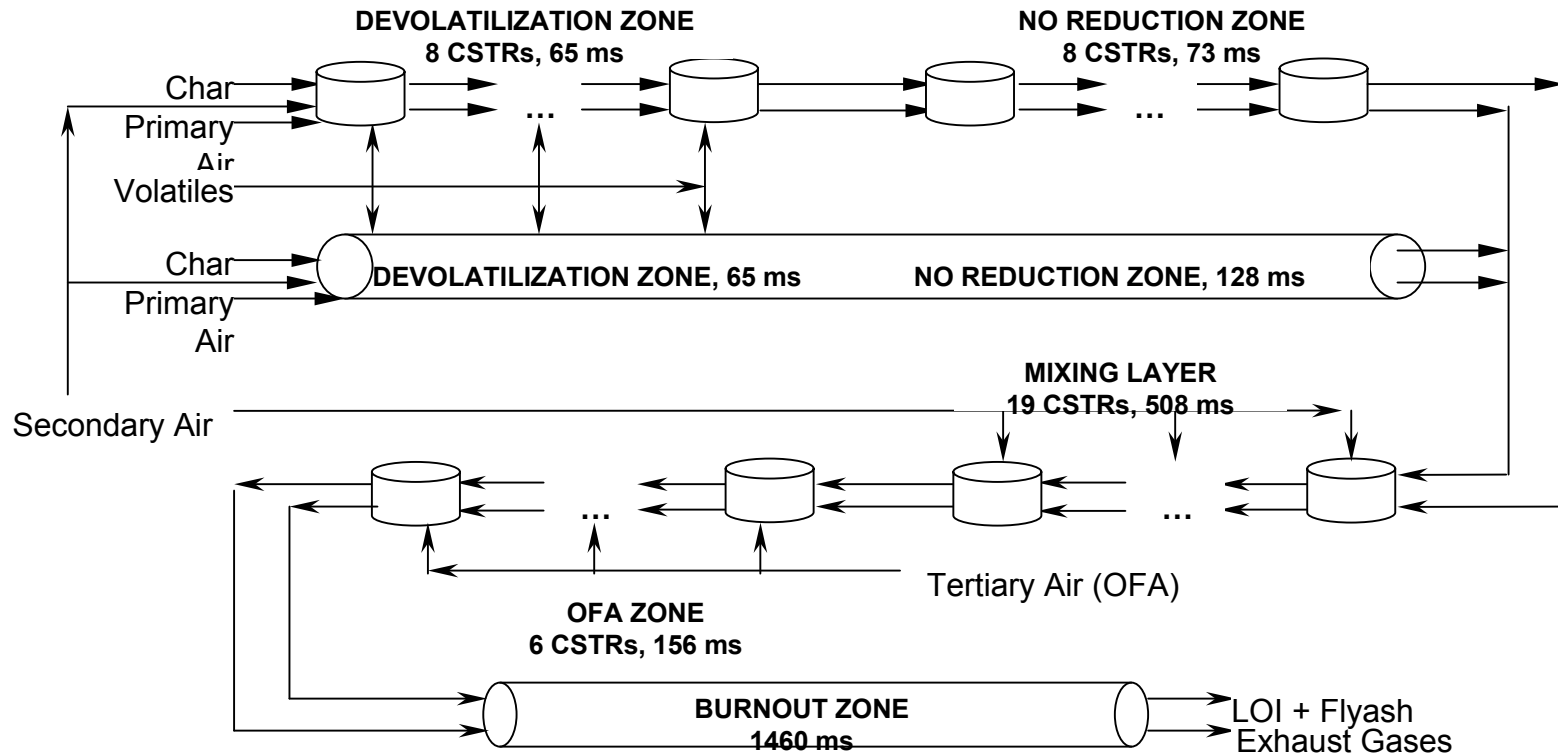 DEVOLATILIZATION ZONE
8 CSTRs, 65 ms
NO REDUCTION ZONE
8 CSTRs, 73 ms
Char
Primary
Air
...
...
Volatiles
Char
Primary
Air
DEVOLATILIZATION ZONE, 65 ms
NO REDUCTION ZONE, 128 ms
MIXING LAYER
19 CSTRs, 508 ms
Secondary Air
...
...
Tertiary Air (OFA)
OFA ZONE
6 CSTRs, 156 ms
BURNOUT ZONE
1460 ms
LOI + Flyash
Exhaust Gases